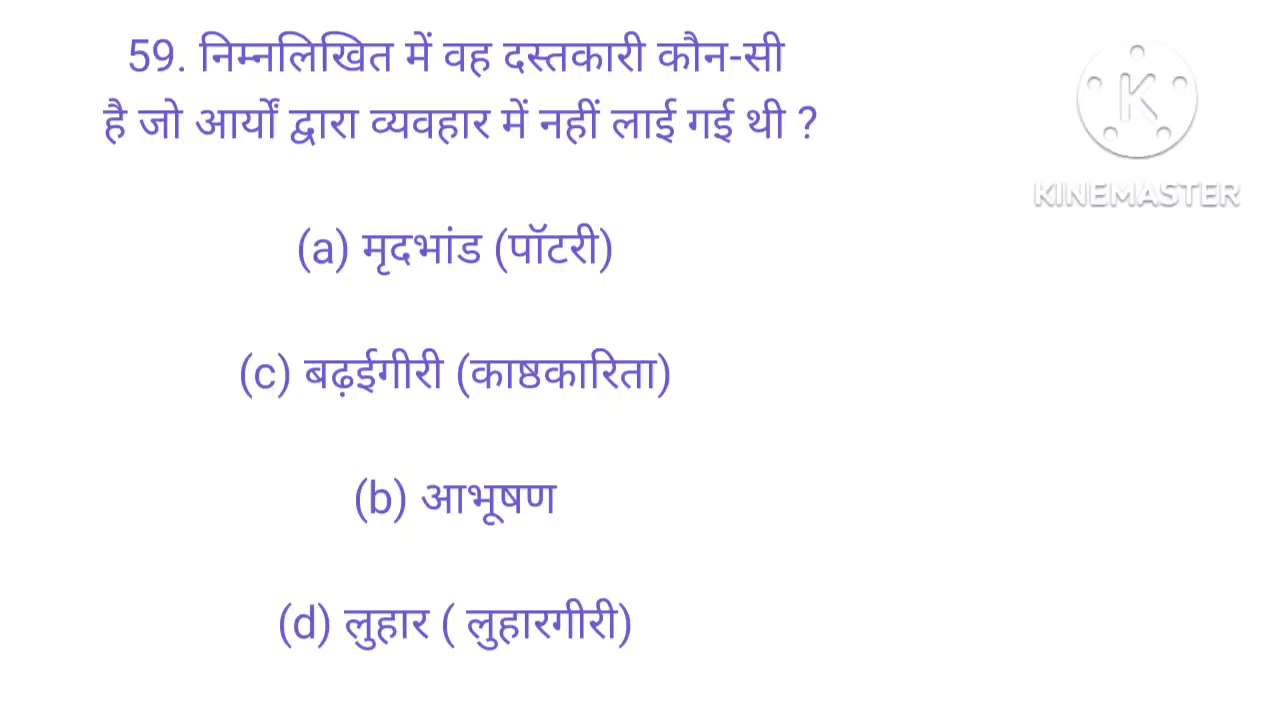 59. निम्नलिखित में वह दस्तकारी कौन-सी
है जो आर्यों द्वारा व्यवहार में नहीं लाई गई थी ?
K
KINEMASTER
(a) मृदभांड (पॉटरी)
(c) बढ़ईगीरी (काष्ठकारिता)
(b) आभूषण
(d) लुहार ( लुहारगीरी)